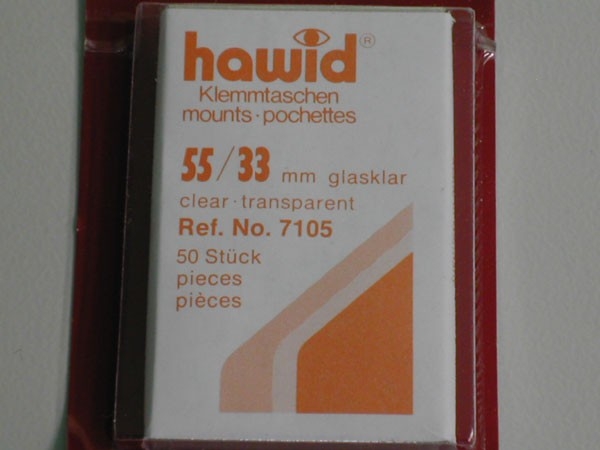 hawid®
Klemmtaschen
mounts·pochettes
55/33 mm glasklar
clear·transparent
Ref. No. 7105
50 Stück
pieces
pièces